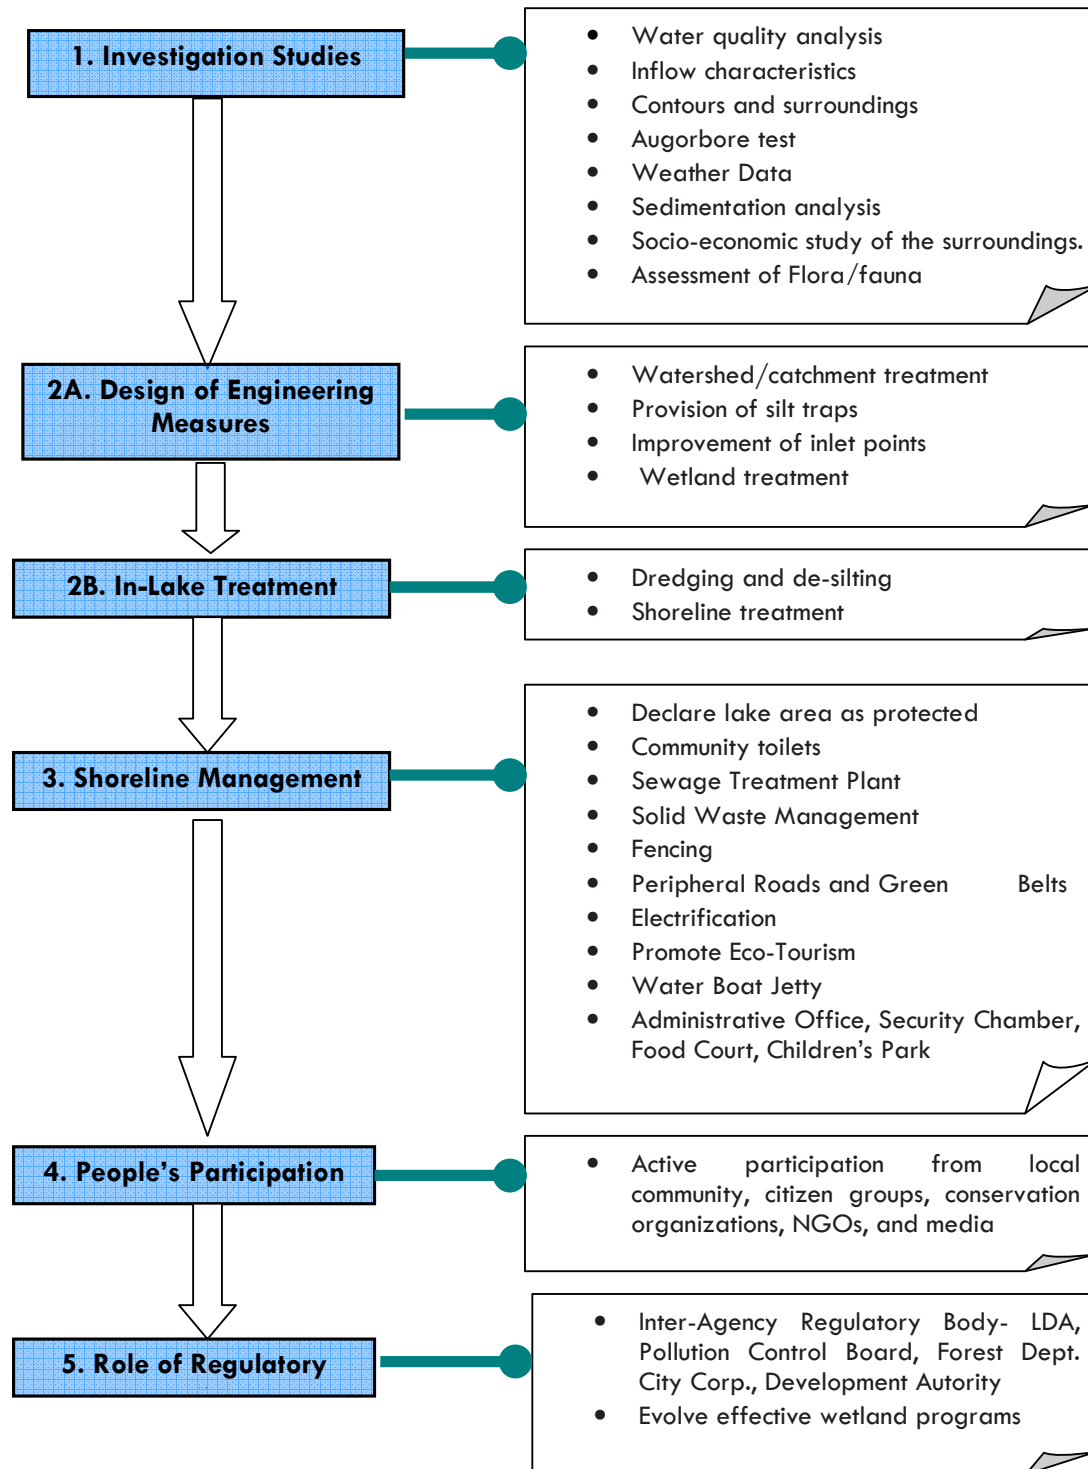 1. Investigation Studies
• Water quality analysis
• Inflow characteristics
• Contours and surroundings
• Augorbore test
• Weather Data
• Sedimentation analysis
• Socio-economic study of the surroundings.
• Assessment of Flora/fauna
2A. Design of Engineering
Measures
• Watershed/catchment treatment
• Provision of silt traps
• Improvement of inlet points
• Wetland treatment
2B. In-Lake Treatment
• Dredging and de-silting
• Shoreline treatment
3. Shoreline Management
• Declare lake area as protected
• Community toilets
• Sewage Treatment Plant
• Solid Waste Management
• Fencing
• Peripheral Roads and Green Belts
• Electrification
• Promote Eco-Tourism
• Water Boat Jetty
• Administrative Office, Security Chamber,
Food Court, Children's Park
4. People's Participation
• Active participation from local
community, citizen groups, conservation
organizations, NGOs, and media
5. Role of Regulatory
• Inter-Agency Regulatory Body- LDA,
Pollution Control Board, Forest Dept.
City Corp., Development Autority
• Evolve effective wetland programs